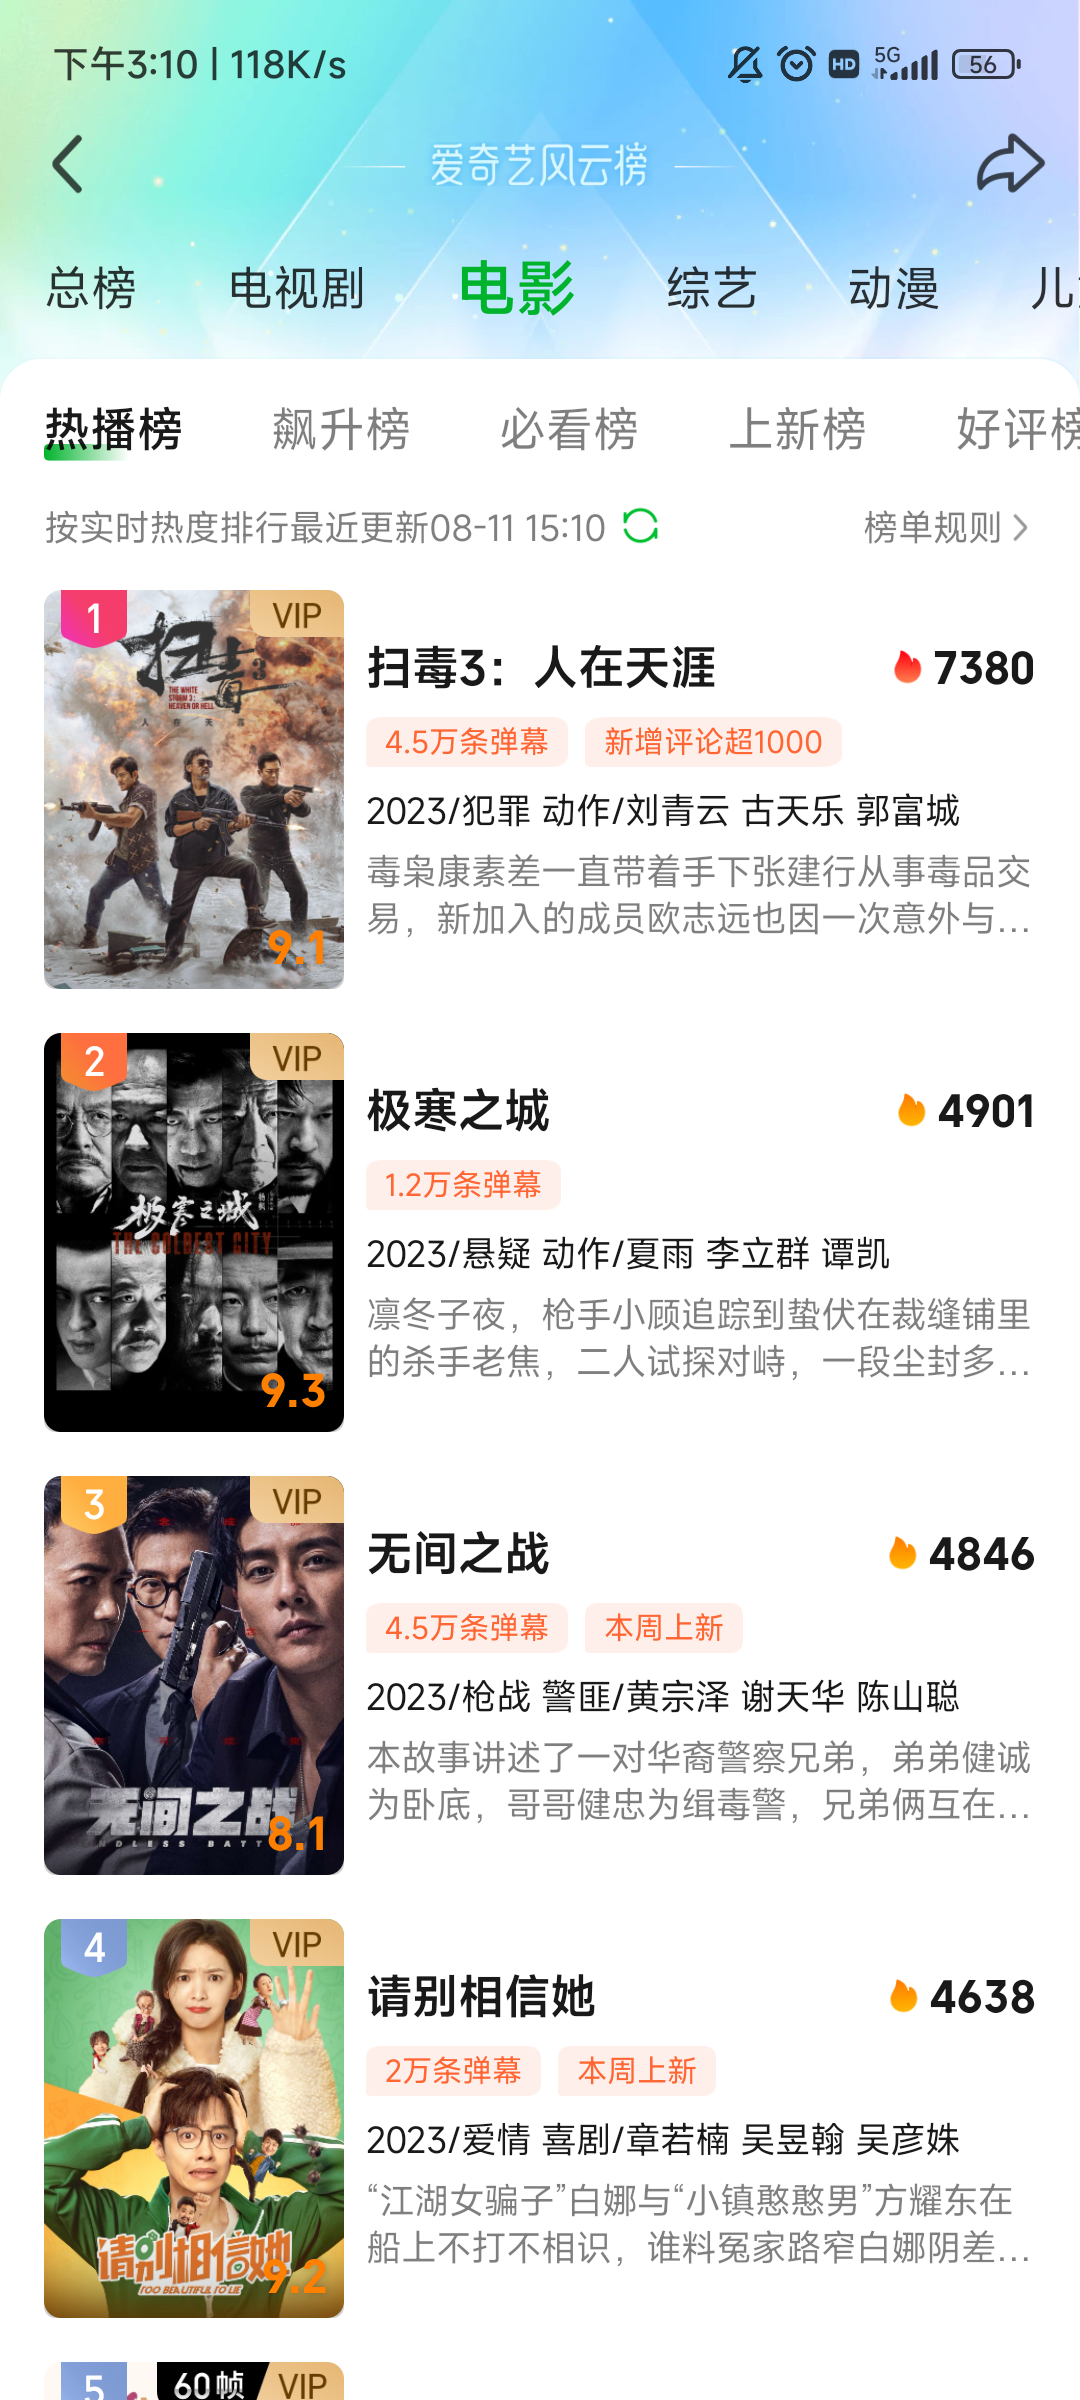 下午3:10 | 118K/s
HD 5G 56
爱奇艺风云榜
总榜 电视剧 电影 综艺 动漫
热播榜 飙升榜 必看榜 上新榜 好评榜
按实时热度排行最近更新08-11 15:10 榜单规则
1 VIP
扫毒3
THE WHITE
STORM 3:
HEAVEN OR HELL
人在天涯
9.1
扫毒3：人在天涯 7380
4.5万条弹幕 新增评论超1000
2023/犯罪 动作/刘青云 古天乐 郭富城
毒枭康素差一直带着手下张建行从事毒品交
易，新加入的成员欧志远也因一次意外与...
2 VIP
极寒之城
THE COLDEST CITY
9.3
极寒之城 4901
1.2万条弹幕
2023/悬疑 动作/夏雨 李立群 谭凯
凛冬子夜，枪手小顾追踪到蛰伏在裁缝铺里
的杀手老焦，二人试探对峙，一段尘封多...
3 VIP
无间之战
8.1
无间之战 4846
4.5万条弹幕 本周上新
2023/枪战 警匪/黄宗泽 谢天华 陈山聪
本故事讲述了一对华裔警察兄弟，弟弟健诚
为卧底，哥哥健忠为缉毒警，兄弟俩互在...
4 VIP
请别相信她
TOO BEAUTIFUL TO LIE
9.2
请别相信她 4638
2万条弹幕 本周上新
2023/爱情 喜剧/章若楠 吴昱翰 吴彦姝
“江湖女骗子”白娜与“小镇憨憨男”方耀东在
船上不打不相识，谁料冤家路窄白娜阴差...
5 60帧 VIP